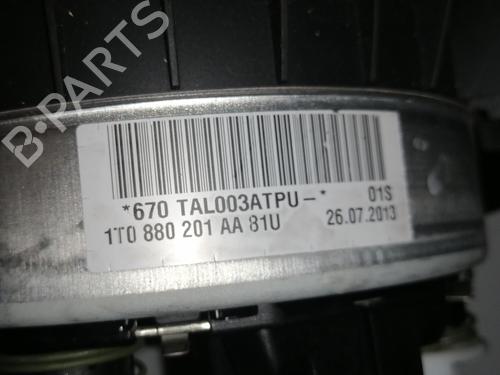 B-PARTS
*670 TAL003ATPU-* 01S
1T0 880 201 AA 81U 26.07.2013